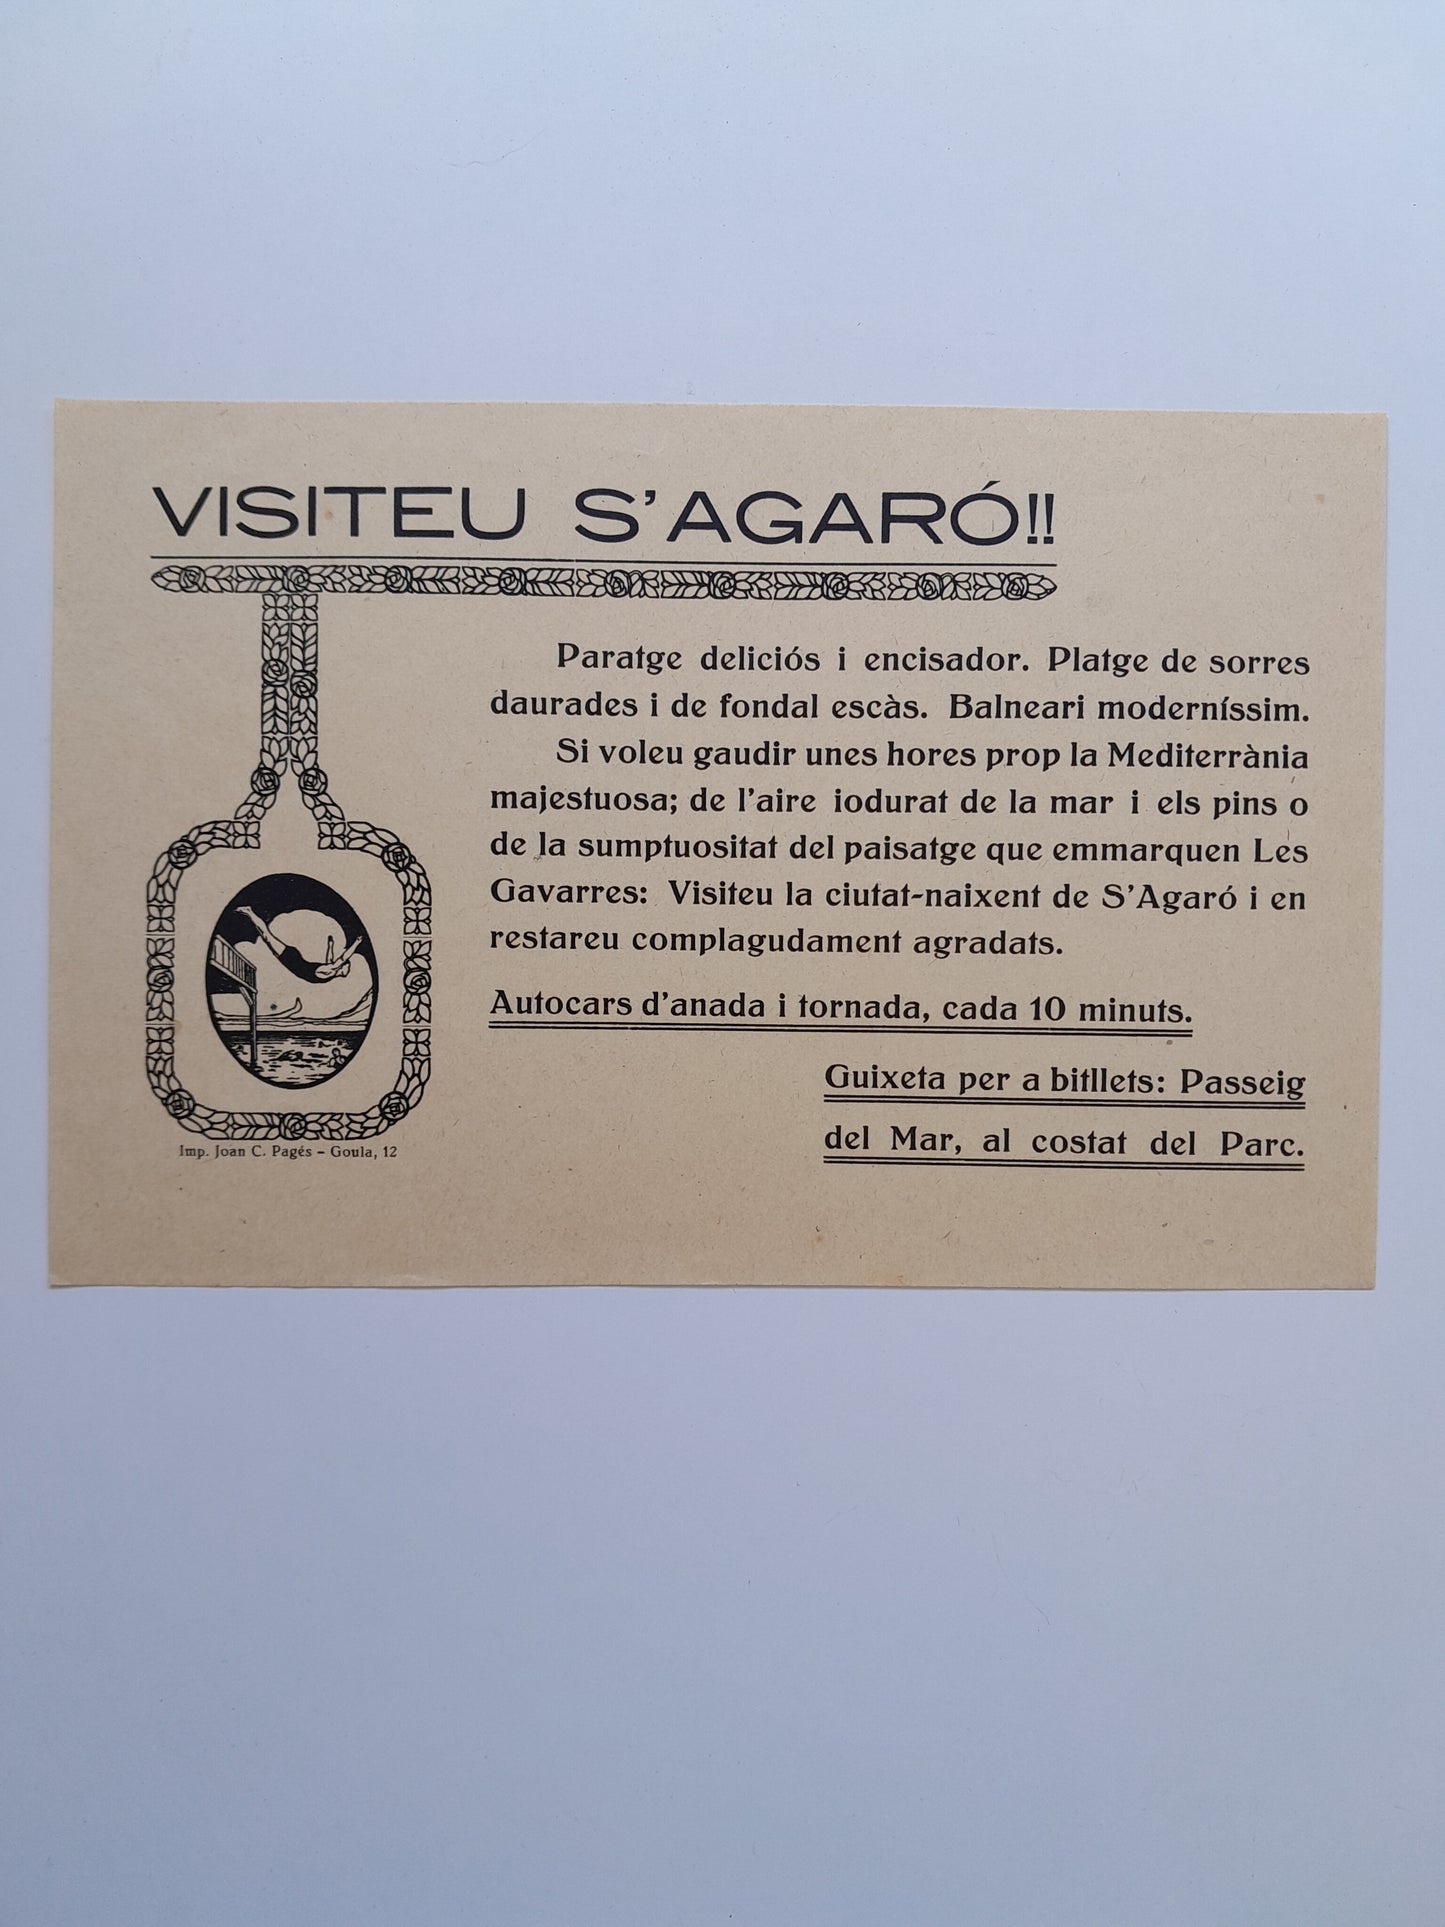 VISITEU S'AGARÓ!!
Paratge deliciós i encisador. Platge de sorres
daurades i de fondal escàs. Balneari moderníssim.
Si voleu gaudir unes hores prop la Mediterrània
majestuosa; de l'aire iodurat de la mar i els pins o
de la sumptuositat del paisatge que emmarquen Les
Gavarres: Visiteu la ciutat-naixent de S'Agaró i en
restareu complagudament agradats.
Autocars d'anada i tornada, cada 10 minuts.
Guixeta per a bitllets: Passeig
del Mar, al costat del Parc.
Imp. Joan C. Pagés - Goula, 12